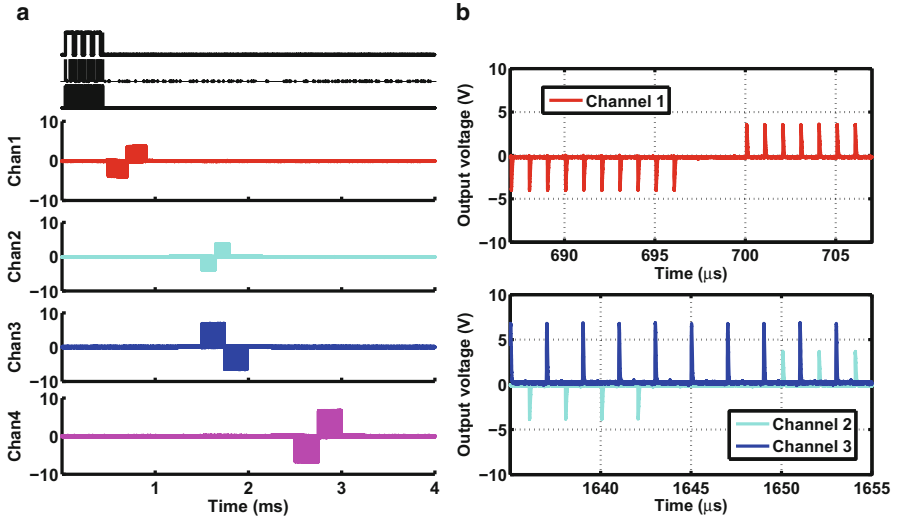 a
10
0
−10
Chan1
10
0
−10
Chan2
10
0
−10
Chan3
10
0
−10
Chan4
1 2 3 4
Time (ms)
b
10
5
0
−5
−10
Output voltage (V)
Channel 1
690 695 700 705
Time (μs)
10
5
0
−5
−10
Output voltage (V)
Channel 2
Channel 3
1640 1645 1650 1655
Time (μs)